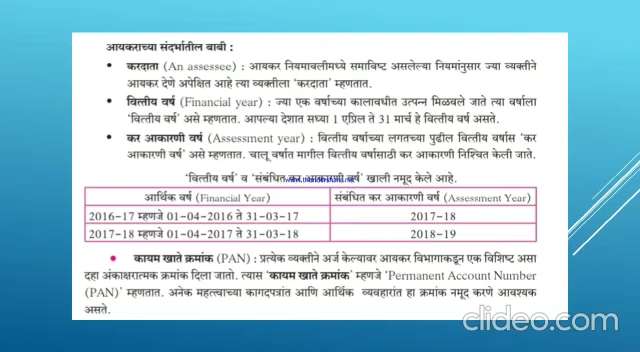 आयकराच्या संदर्भातील बाबी :
• करदाता (An assessee) : आयकर नियमावलीमध्ये समाविष्ट असलेल्या नियमांनुसार ज्या व्यक्तीने
आयकर देणे अपेक्षित आहे त्या व्यक्तीला ‘करदाता’ म्हणतात.
• वित्तीय वर्ष (Financial year) : ज्या एक वर्षाच्या कालावधीत उत्पन्न मिळवले जाते त्या वर्षाला
‘वित्तीय वर्ष’ असे म्हणतात. आपल्या देशात सध्या 1 एप्रिल ते 31 मार्च हे वित्तीय वर्ष असते.
• कर आकारणी वर्ष (Assessment year) : वित्तीय वर्षाच्या लगतच्या पुढील वित्तीय वर्षास ‘कर
आकारणी वर्ष’ असे म्हणतात. चालू वर्षात मागील वित्तीय वर्षासाठी कर आकारणी निश्चित केली जाते.
‘वित्तीय वर्ष’ व ‘संबंधित कर आकारणी वर्ष’ खाली नमूद केले आहे.
आर्थिक वर्ष (Financial Year) संबंधित कर आकारणी वर्ष (Assessment Year)
2016-17 म्हणजे 01-04-2016 ते 31-03-17 2017-18
2017-18 म्हणजे 01-04-2017 ते 31-03-18 2018-19
• कायम खाते क्रमांक (PAN) : प्रत्येक व्यक्तीने अर्ज केल्यावर आयकर विभागाकडून एक विशिष्ट असा
दहा अंकाक्षरात्मक क्रमांक दिला जातो. त्यास ‘कायम खाते क्रमांक’ म्हणजे ‘Permanent Account Number
(PAN)’ म्हणतात. अनेक महत्त्वाच्या कागदपत्रांत आणि आर्थिक व्यवहारांत हा क्रमांक नमूद करणे आवश्यक
असते.
clideo.com